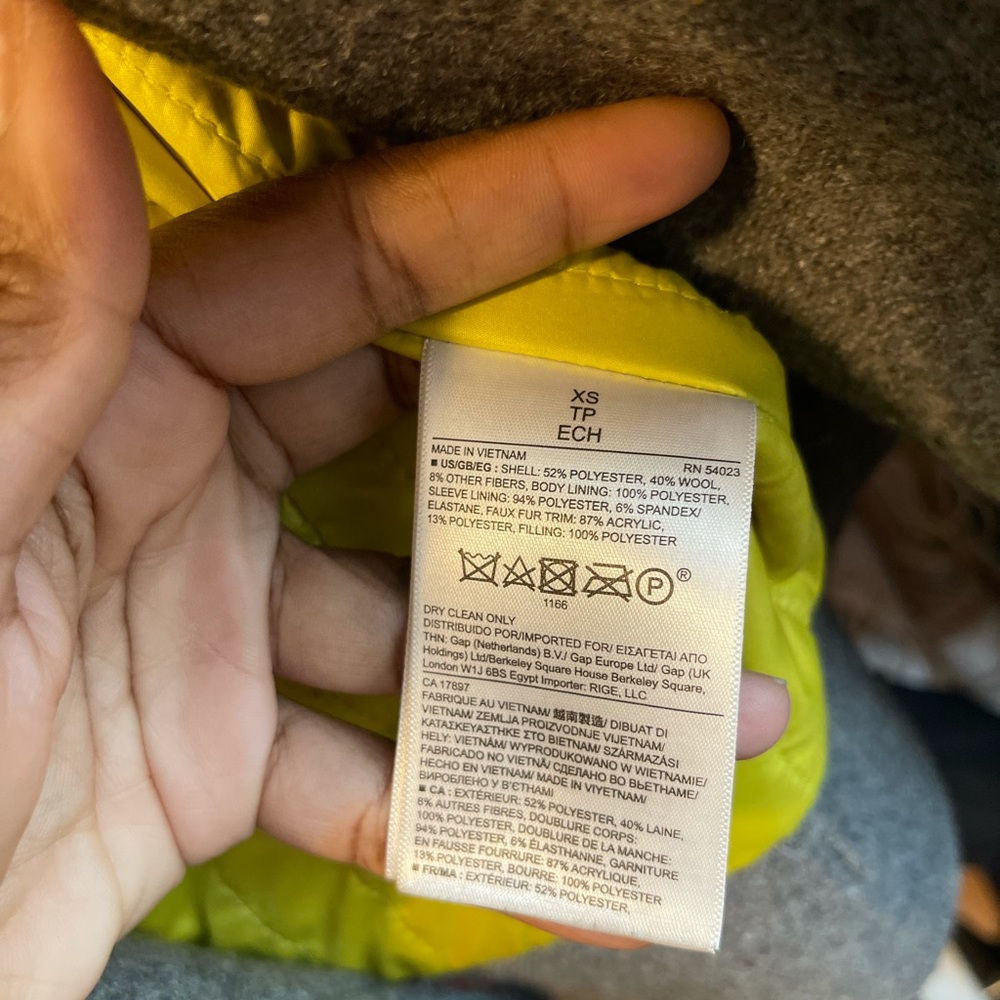 XS
TP
ECH
MADE IN VIETNAM RN 54023
■ US/GB/EG : SHELL: 52% POLYESTER, 40% WOOL,
8% OTHER FIBERS, BODY LINING: 100% POLYESTER,
SLEEVE LINING: 94% POLYESTER, 6% SPANDEX/
ELASTANE, FAUX FUR TRIM: 87% ACRYLIC,
13% POLYESTER, FILLING: 100% POLYESTER
P ®
1166
DRY CLEAN ONLY
DISTRIBUIDO POR/IMPORTED FOR/ ΕΙΣΑΓΕΤΑΙ ΑΠΟ
ΤΗΝ: Gap (Netherlands) B.V./ Gap Europe Ltd/ Gap (UK
Holdings) Ltd/Berkeley Square House Berkeley Square,
London W1J 6BS Egypt Importer: RIGE, LLC
CA 17897
FABRIQUE AU VIETNAM/ 越南製造/ DIBUAT DI
VIETNAM/ ZEMLJA PROIZVODNJE VIJETNAM/
ΚΑΤΑΣΚΕΥΑΣΤΗΚΕ ΣΤΟ ΒΙΕΤΝΑΜ/ SZÁRMAZÁSI
HELY: VIETNÁM/ WYPRODUKOWANO W WIETNAMIE/
FABRICADO NO VIETNÃ/ СДЕЛАНО ВО ВЬЕТНАМЕ/
HECHO EN VIETNAM/ MADE IN VIYETNAM/
ВИРОБЛЕНО У В'ЄТНАМІ
■ CA : EXTÉRIEUR: 52% POLYESTER, 40% LAINE,
8% AUTRES FIBRES, DOUBLURE CORPS:
100% POLYESTER, DOUBLURE DE LA MANCHE:
94% POLYESTER, 6% ÉLASTHANNE, GARNITURE
EN FAUSSE FOURRURE: 87% ACRYLIQUE,
13% POLYESTER, BOURRE: 100% POLYESTER
■ FR/MA : EXTÉRIEUR: 52% POLYESTER,